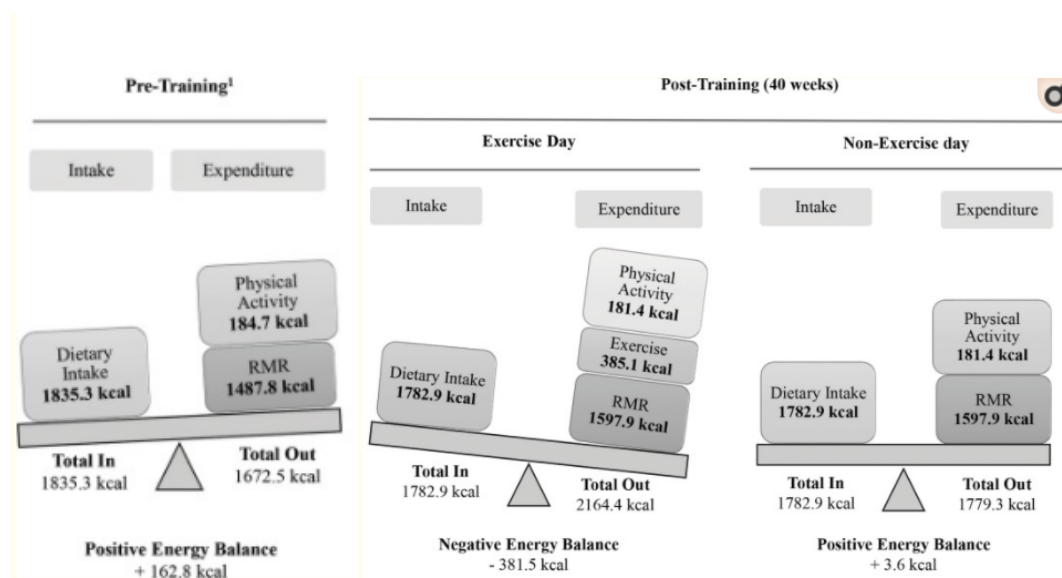 Pre-Training¹
Intake
Expenditure
Physical
Activity
184.7 kcal
Dietary
Intake
1835.3 kcal
RMR
1487.8 kcal
Total In
1835.3 kcal
Total Out
1672.5 kcal
Positive Energy Balance
+ 162.8 kcal
Post-Training (40 weeks)
Exercise Day
Intake
Expenditure
Physical
Activity
181.4 kcal
Exercise
385.1 kcal
Dietary Intake
1782.9 kcal
RMR
1597.9 kcal
Total In
1782.9 kcal
Total Out
2164.4 kcal
Negative Energy Balance
- 381.5 kcal
Non-Exercise day
Intake
Expenditure
Physical
Activity
181.4 kcal
Dietary Intake
1782.9 kcal
RMR
1597.9 kcal
Total In
1782.9 kcal
Total Out
1779.3 kcal
Positive Energy Balance
+ 3.6 kcal